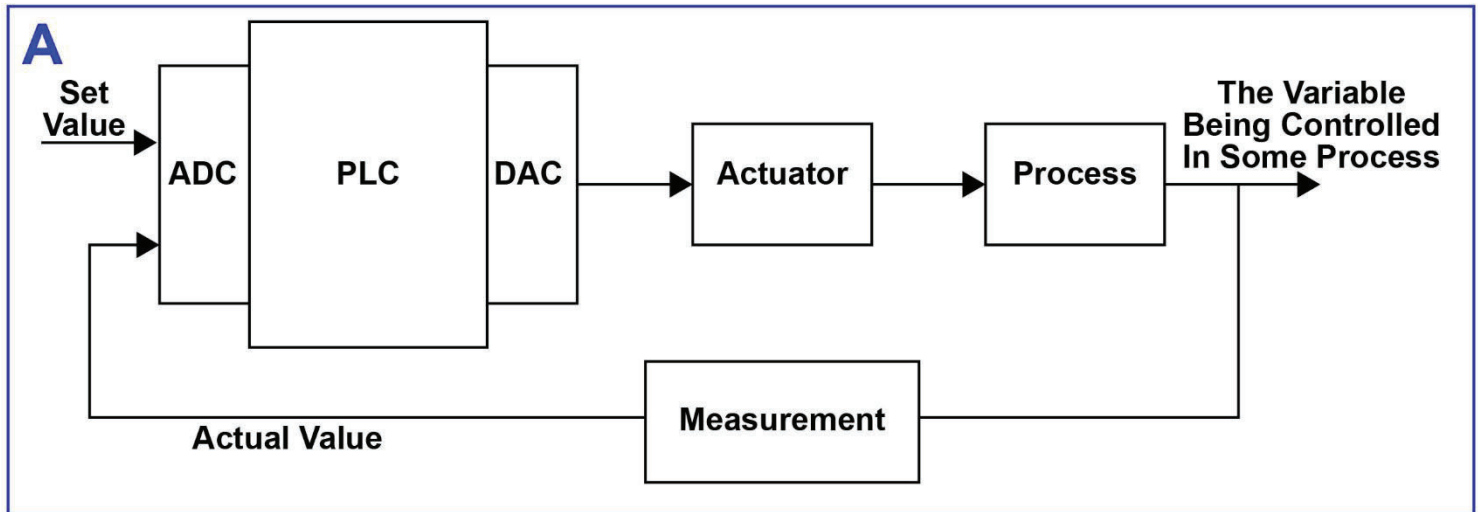 A
Set
Value
ADC
PLC
DAC
Actuator
Process
The Variable
Being Controlled
In Some Process
Measurement
Actual Value